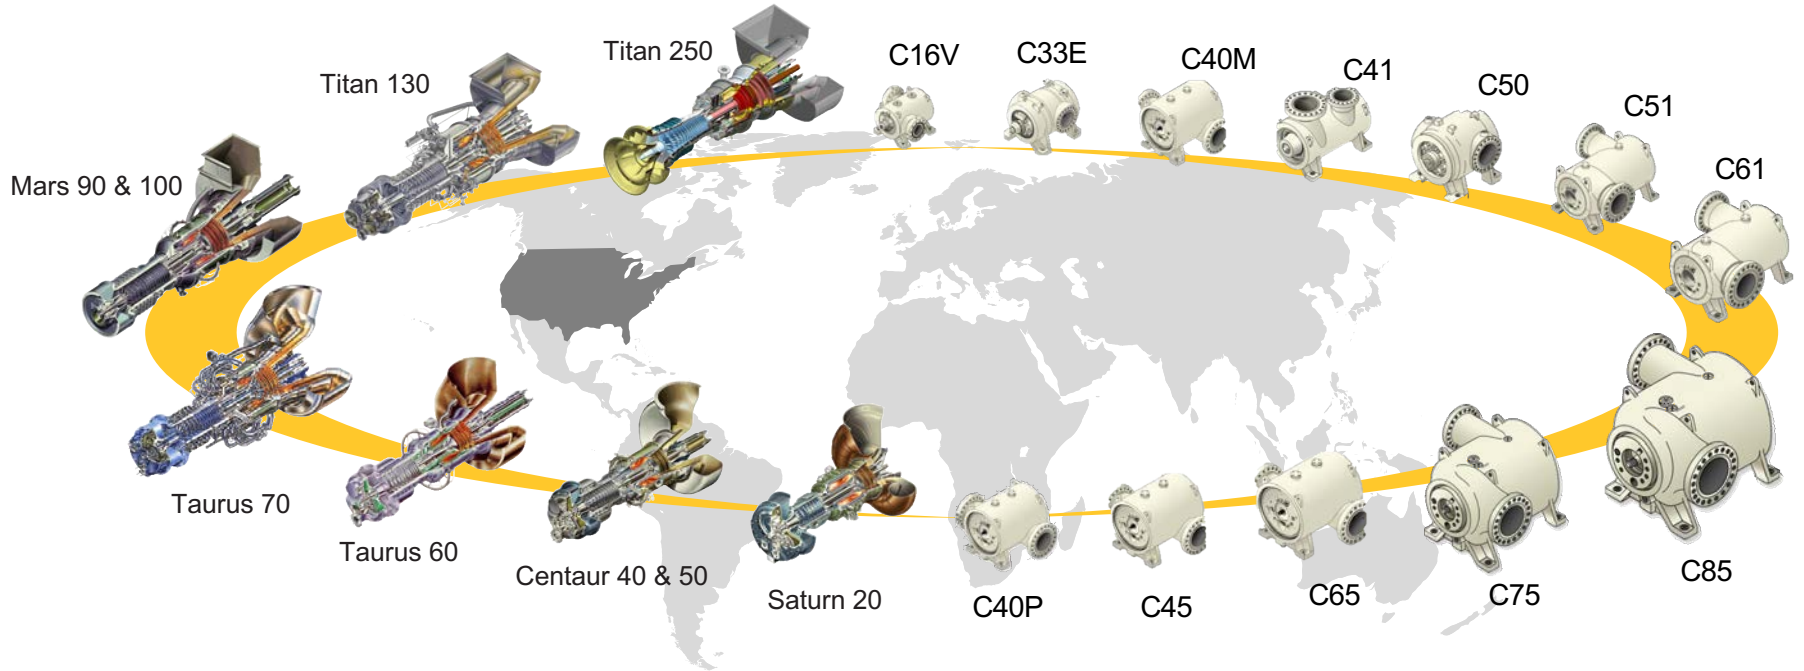 Titan 250
C16V
C33E
C40M
C41
C50
C51
C61
Titan 130
Mars 90 & 100
Taurus 70
Taurus 60
Centaur 40 & 50
Saturn 20
C40P
C45
C65
C75
C85